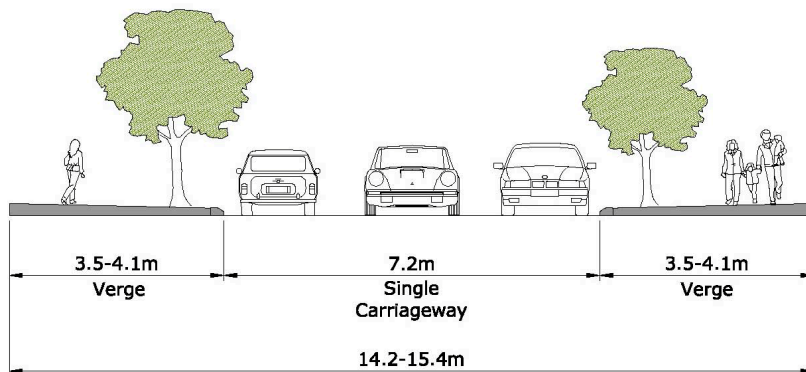 3.5-4.1m
Verge
7.2m
Single
Carriageway
3.5-4.1m
Verge
14.2-15.4m